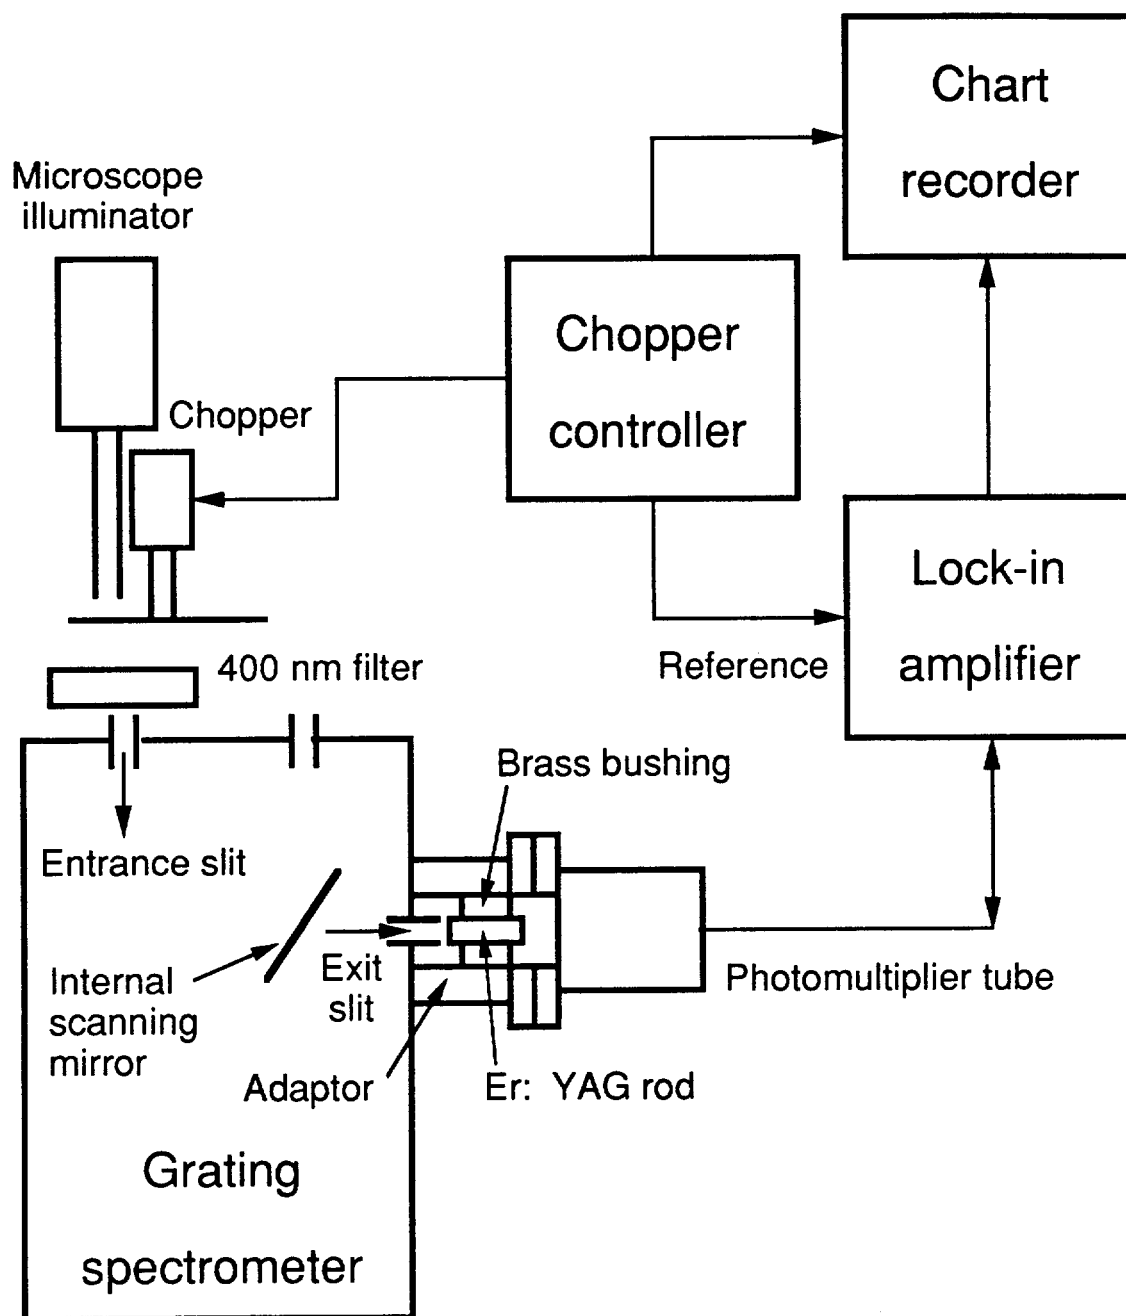 Chart
recorder
Microscope
illuminator
Chopper
controller
Chopper
Lock-in
amplifier
Reference
400 nm filter
Brass bushing
Entrance slit
Internal
scanning
mirror
Exit
slit
Photomultiplier tube
Adaptor
Er: YAG rod
Grating
spectrometer